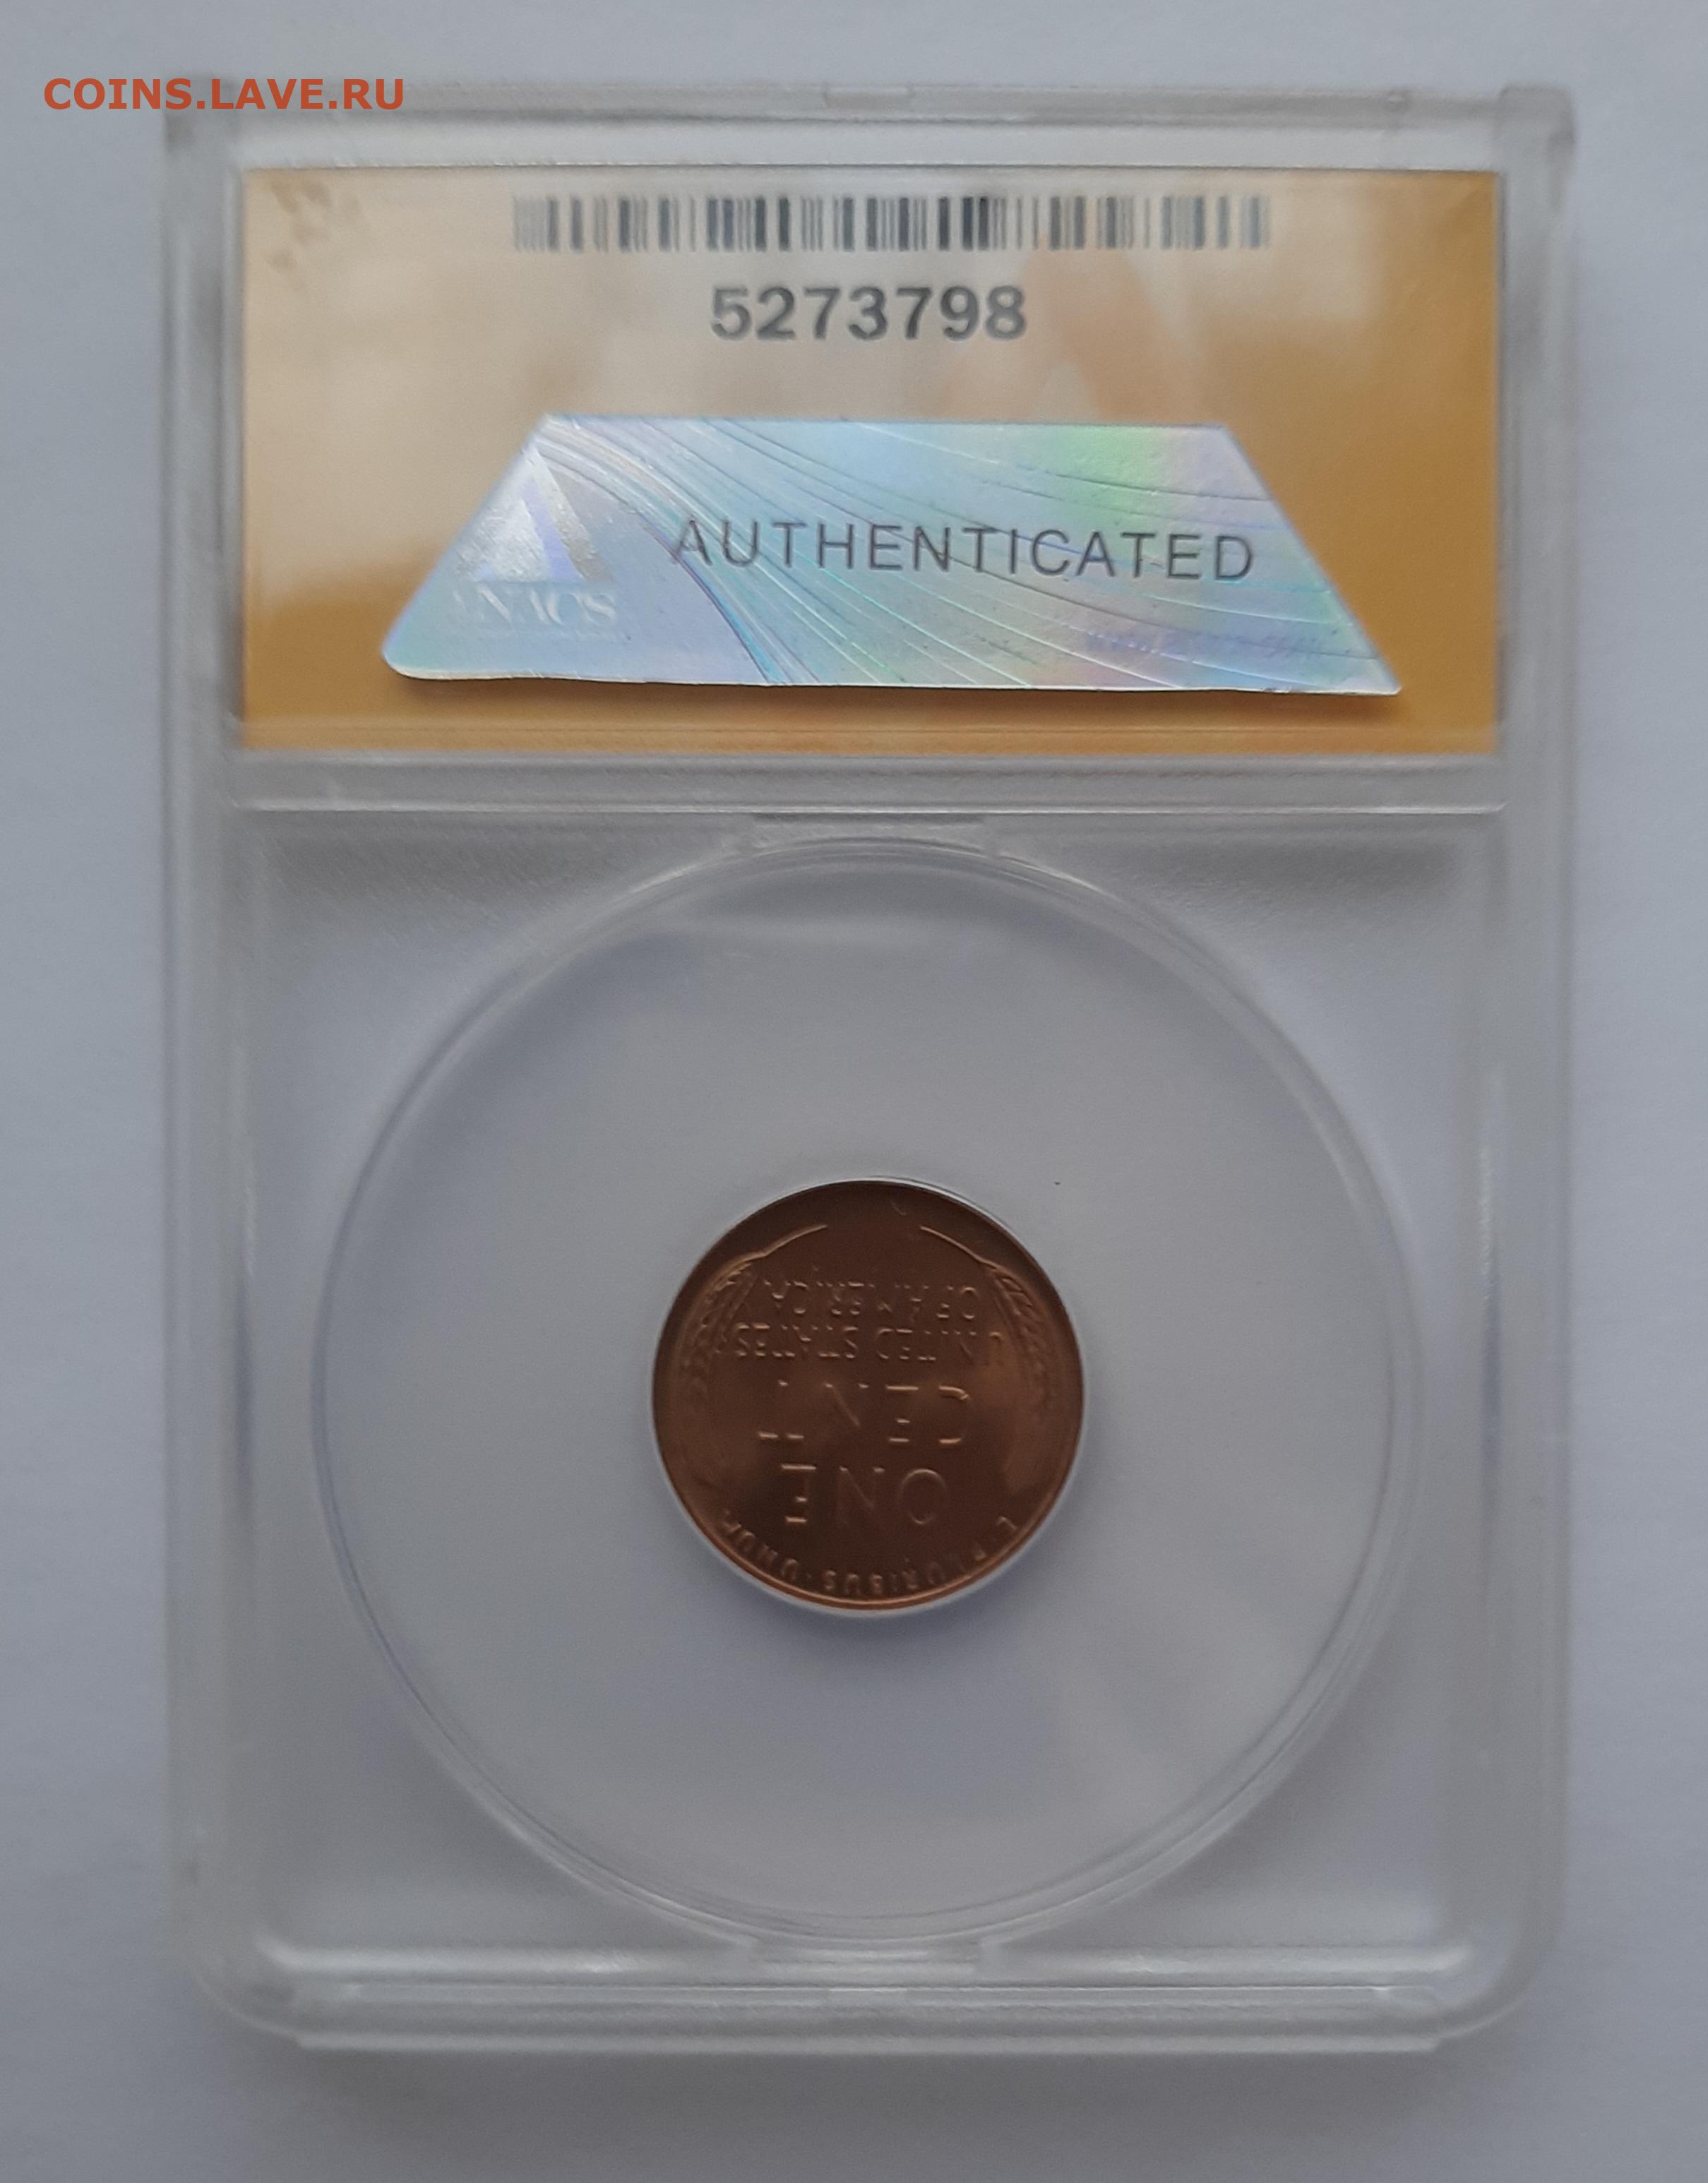 COINS.LAVE.RU
5273798
AUTHENTICATED
ANACS
OF AMERICA
UNITED STATES
CENT
ONE
E·PLURIBUS·UNUM